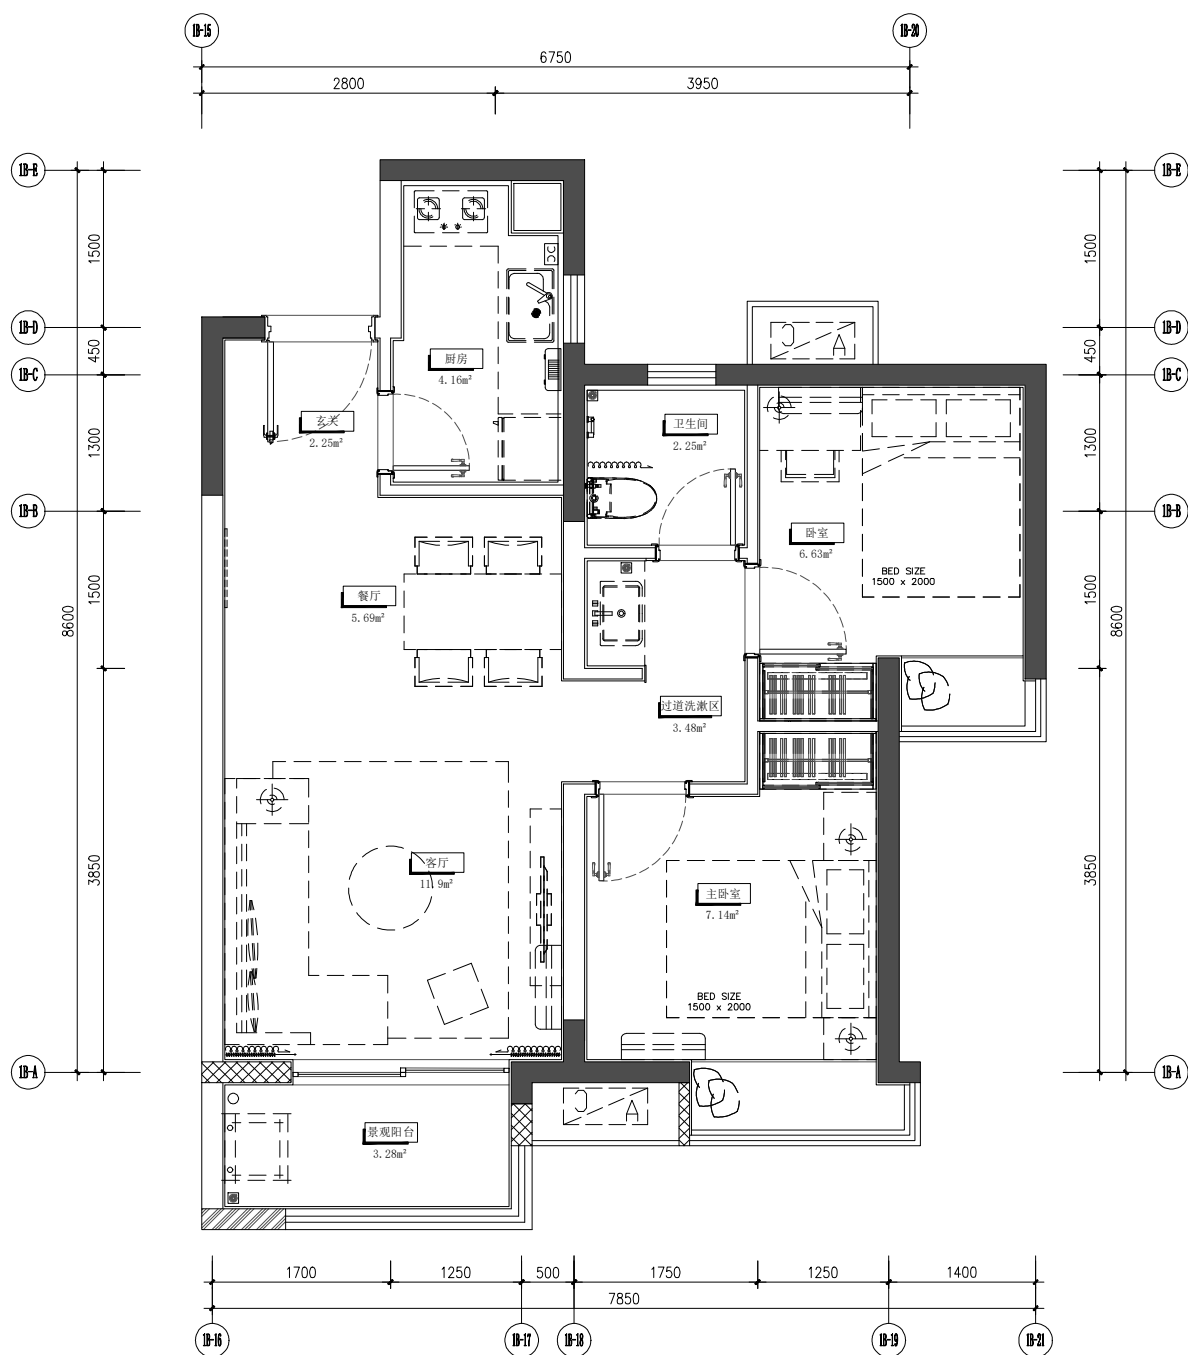 1B-15
1B-20
6750
2800
3950
1B-E
1B-E
1500
1500
厨房
4.16m²
1B-D
1B-D
450
450
1B-C
1B-C
玄关
2.25m²
卫生间
2.25m²
1300
1300
1B-B
1B-B
卧室
6.63m²
BED SIZE
1500 x 2000
餐厅
5.69m²
1500
1500
8600
8600
过道洗漱区
3.48m²
客厅
11.9m²
主卧室
7.14m²
3850
3850
BED SIZE
1500 x 2000
1B-A
1B-A
景观阳台
3.28m²
C
A
C
A
1700
1250
500
1750
1250
1400
7850
1B-16
1B-17
1B-18
1B-19
1B-21